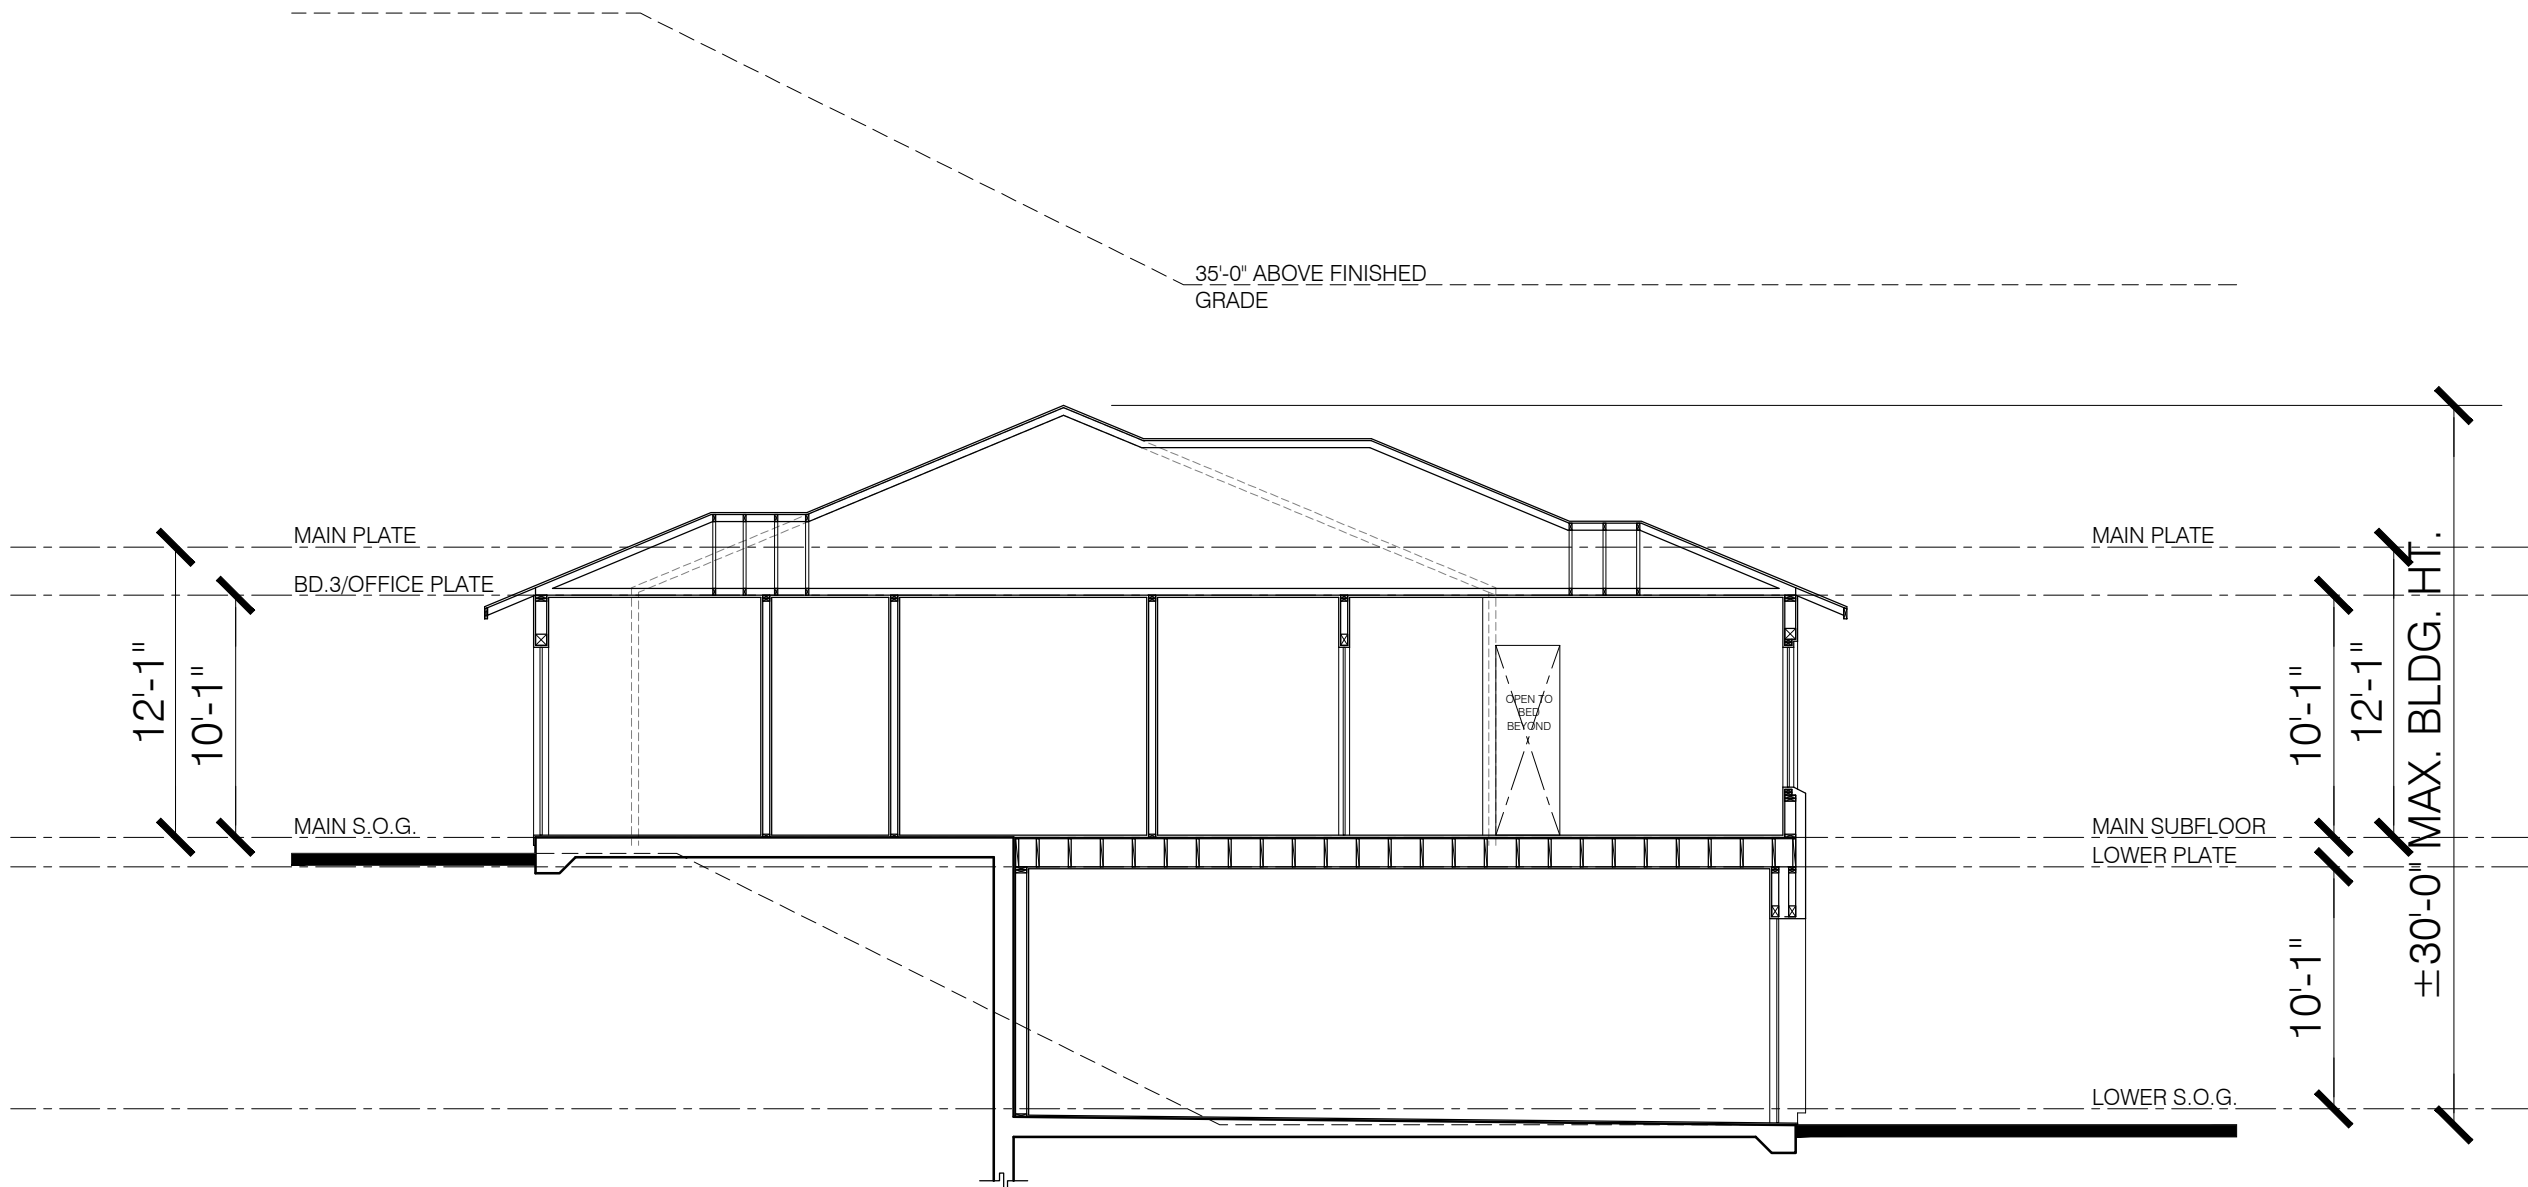 35'-0" ABOVE FINISHED
GRADE
MAIN PLATE
MAIN PLATE
BD.3/OFFICE PLATE
12'-1"
10'-1"
OPEN TO
BED
BEYOND
10'-1"
12'-1"
±30'-0" MAX. BLDG. HT.
MAIN S.O.G.
MAIN SUBFLOOR
LOWER PLATE
10'-1"
LOWER S.O.G.